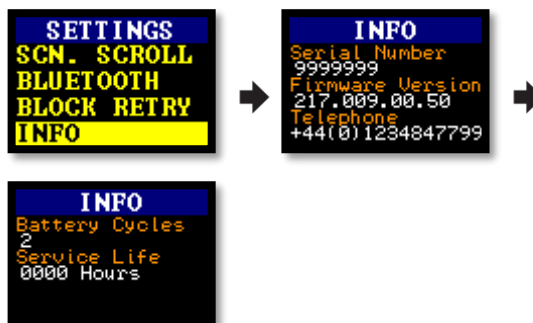 SETTINGS
SCN. SCROLL
BLUETOOTH
BLOCK RETRY
INFO
INFO
Serial Number
9999999
Firmware Version
217.009.00.50
Telephone
+44(0)1234847799
INFO
Battery Cycles
2
Service Life
0000 Hours